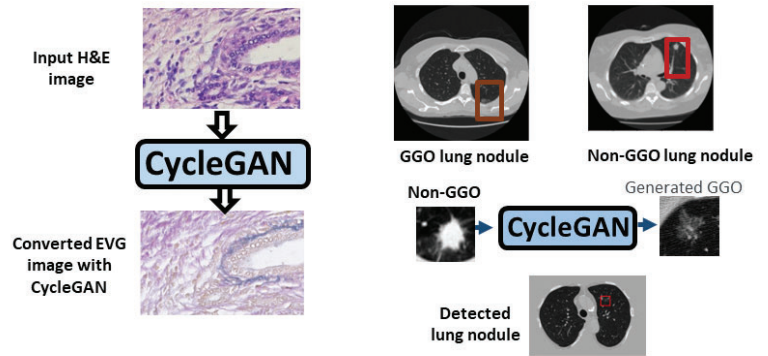 Input H&E
image
CycleGAN
Converted EVG
image with
CycleGAN
GGO lung nodule
Non-GGO lung nodule
Non-GGO
Generated GGO
CycleGAN
Detected
lung nodule